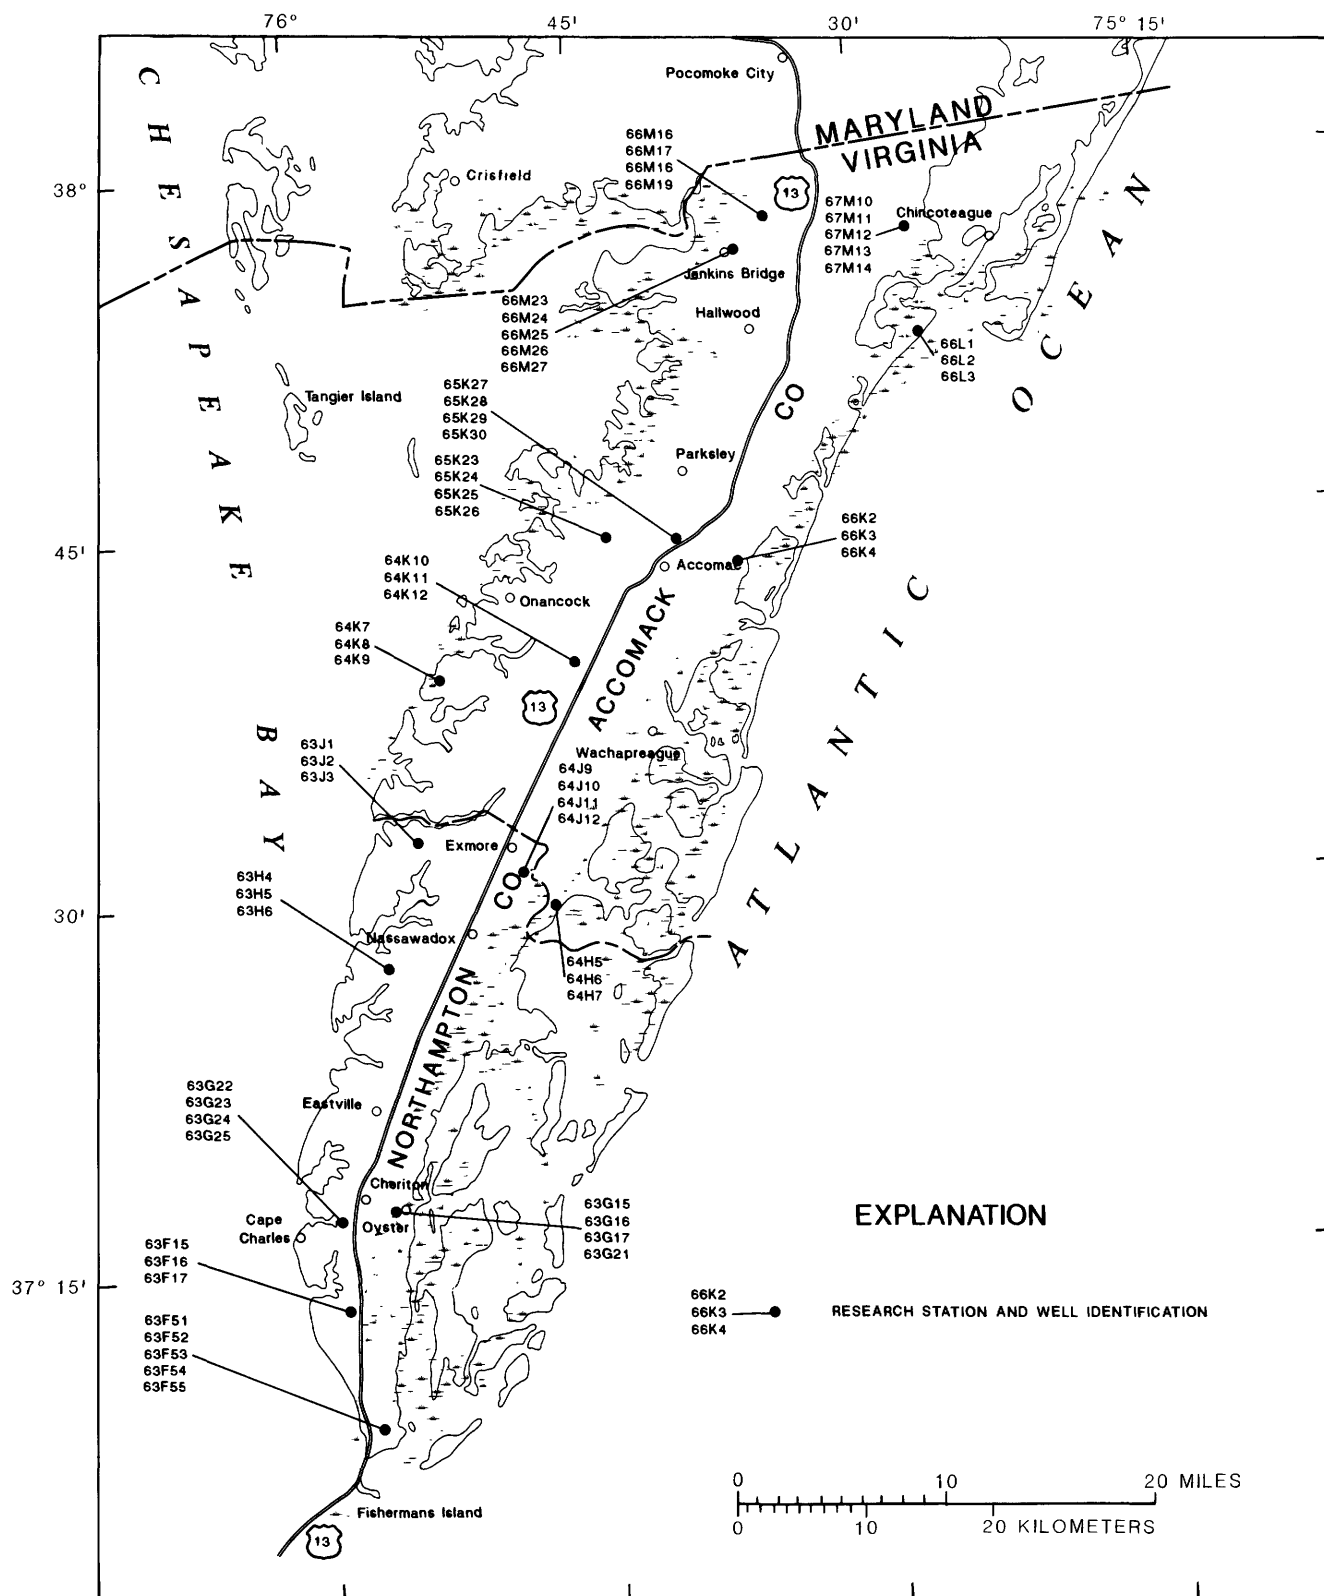 76°
45'
30'
75° 15'
Pocomoke City
MARYLAND
VIRGINIA
66M16
66M17
66M16
66M19
13
Crisfield
38°
67M10
67M11
67M12
67M13
67M14
Chincoteague
Jenkins Bridge
66M23
66M24
66M25
66M26
66M27
Hallwood
66L1
66L2
66L3
CHESAPEAKE BAY
ATLANTIC OCEAN
Tangier Island
65K27
65K28
65K29
65K30
Parksley
65K23
65K24
65K25
65K26
66K2
66K3
66K4
45'
Accomac
64K10
64K11
64K12
Onancock
64K7
64K8
64K9
13
ACCOMACK CO
Wachapreague
63J1
63J2
63J3
64J9
64J10
64J11
64J12
Exmore
63H4
63H5
63H6
30'
Nassawadox
64H5
64H6
64H7
NORTHAMPTON CO
63G22
63G23
63G24
63G25
Eastville
Cheriton
Oyster
63G15
63G16
63G17
63G21
Cape
Charles
63F15
63F16
63F17
37° 15'
63F51
63F52
63F53
63F54
63F55
EXPLANATION
66K2
66K3
66K4
RESEARCH STATION AND WELL IDENTIFICATION
Fishermans Island
13
0 10 20 MILES
0 10 20 KILOMETERS